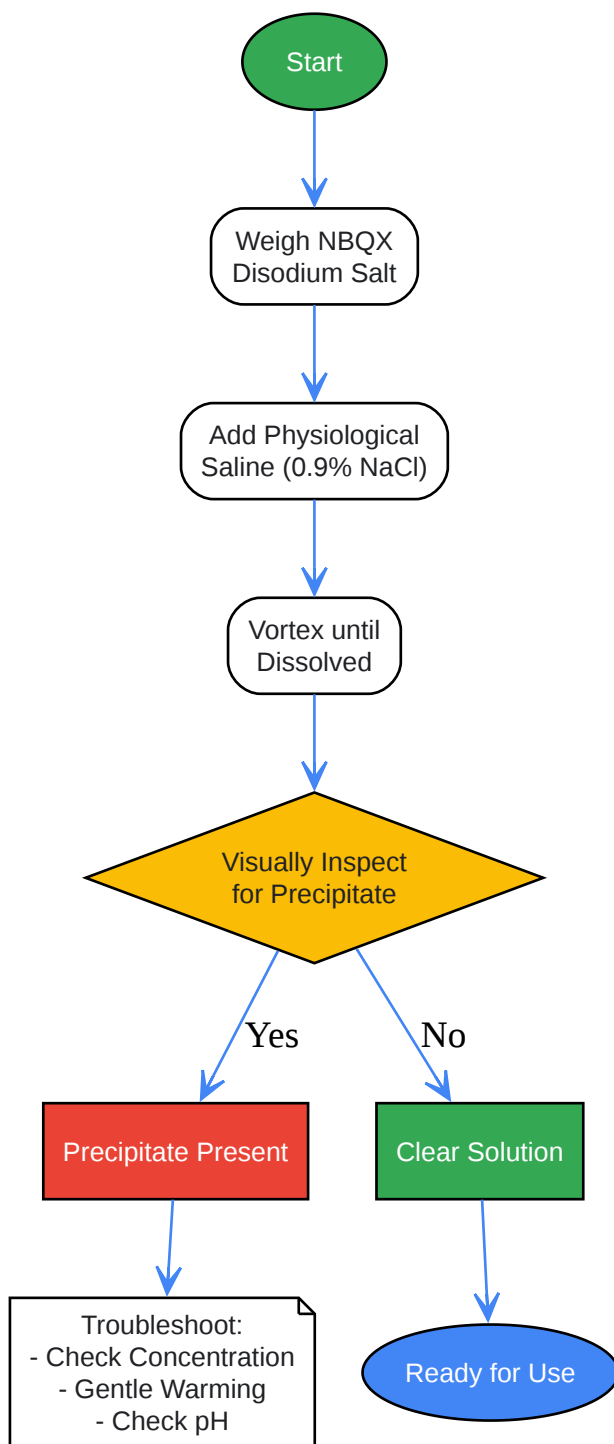 Start
Weigh NBQX
Disodium Salt
Add Physiological
Saline (0.9% NaCl)
Vortex until
Dissolved
Visually Inspect
for Precipitate
Yes
No
Precipitate Present
Clear Solution
Troubleshoot:
- Check Concentration
- Gentle Warming
- Check pH
Ready for Use